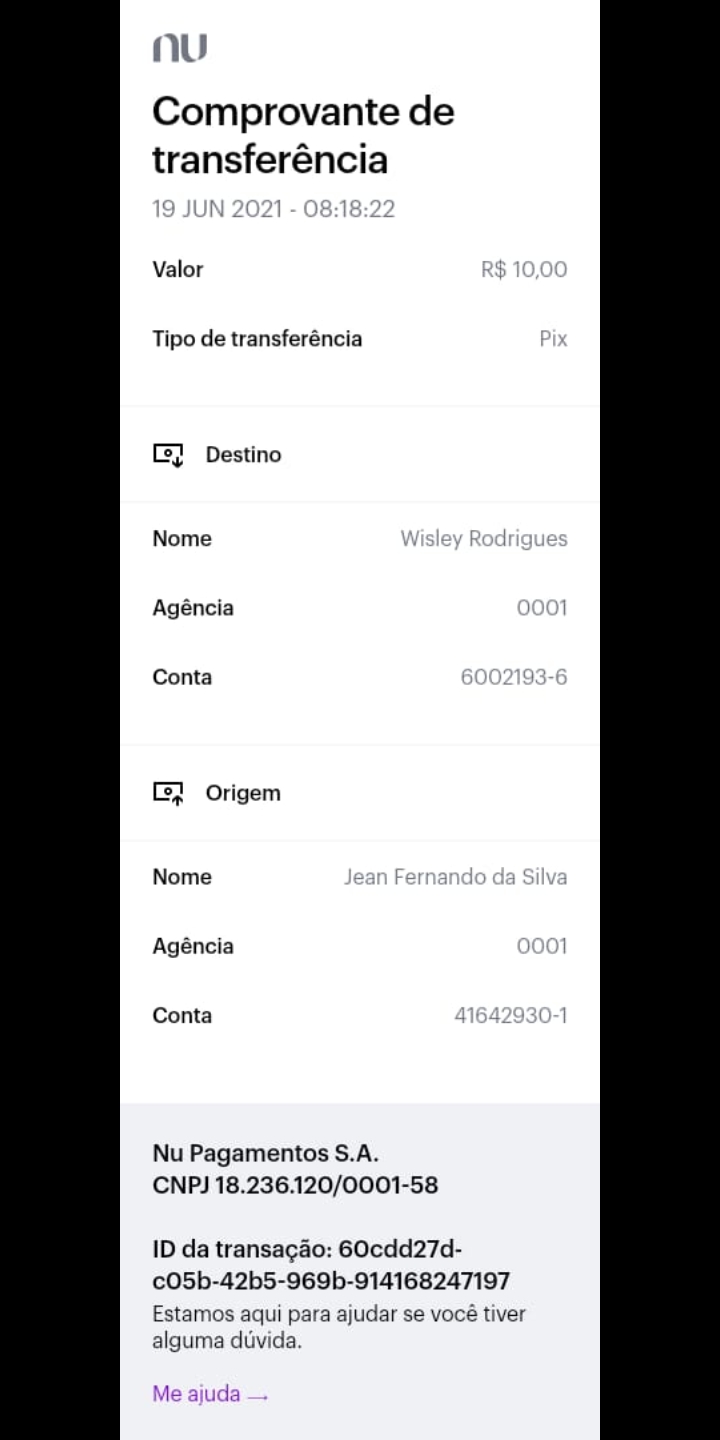 nu
Comprovante de
transferência
19 JUN 2021 - 08:18:22
Valor R$ 10,00
Tipo de transferência Pix
Destino
Nome Wisley Rodrigues
Agência 0001
Conta 6002193-6
Origem
Nome Jean Fernando da Silva
Agência 0001
Conta 41642930-1
Nu Pagamentos S.A.
CNPJ 18.236.120/0001-58
ID da transação: 60cdd27d-
c05b-42b5-969b-914168247197
Estamos aqui para ajudar se você tiver
alguma dúvida.
Me ajuda →